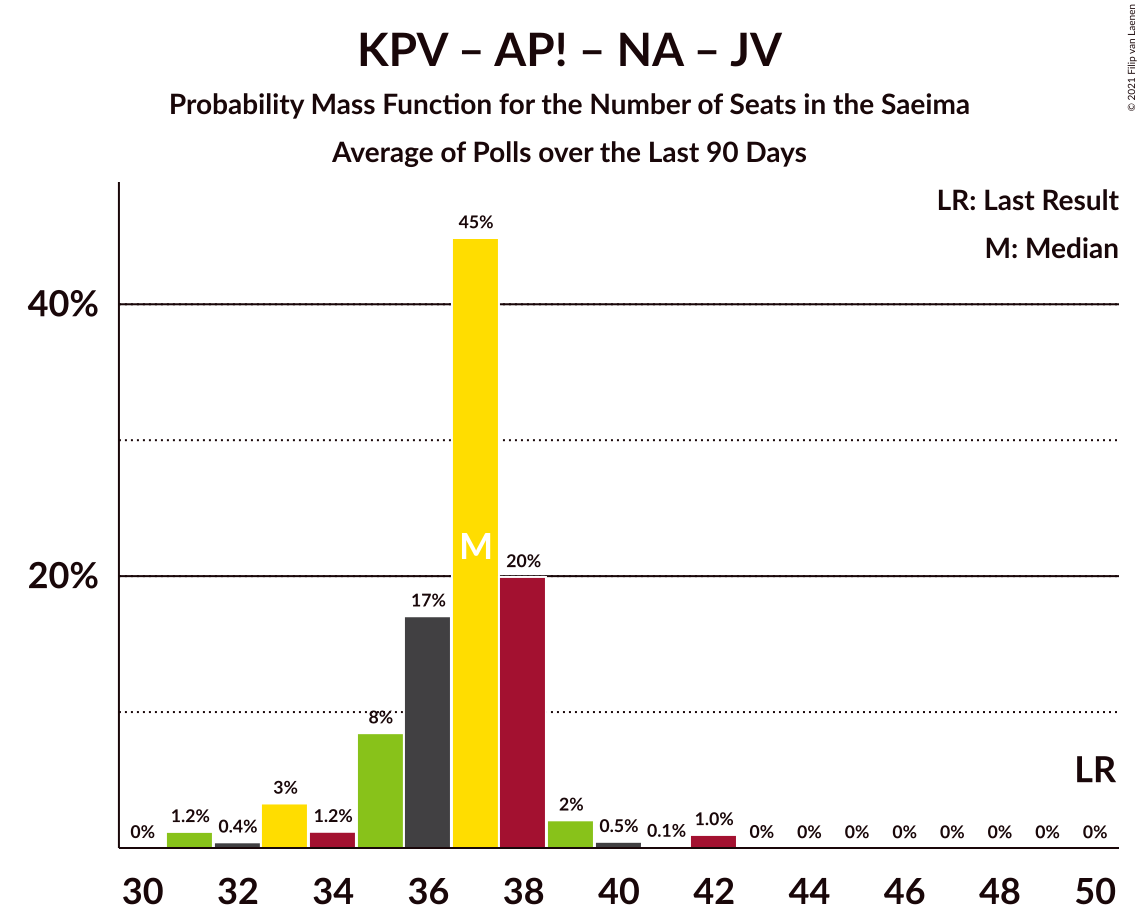 KPV – AP! – NA – JV
Probability Mass Function for the Number of Seats in the Saeima
Average of Polls over the Last 90 Days
© 2021 Filip van Laenen
LR: Last Result
M: Median
45%
40%
M
20%
20%
17%
8%
LR
3%
2%
1.2%
1.2%
1.0%
0%
0.4%
0.5%
0.1%
0%
0%
0%
0%
0%
0%
0%
0%
30 32 34 36 38 40 42 44 46 48 50